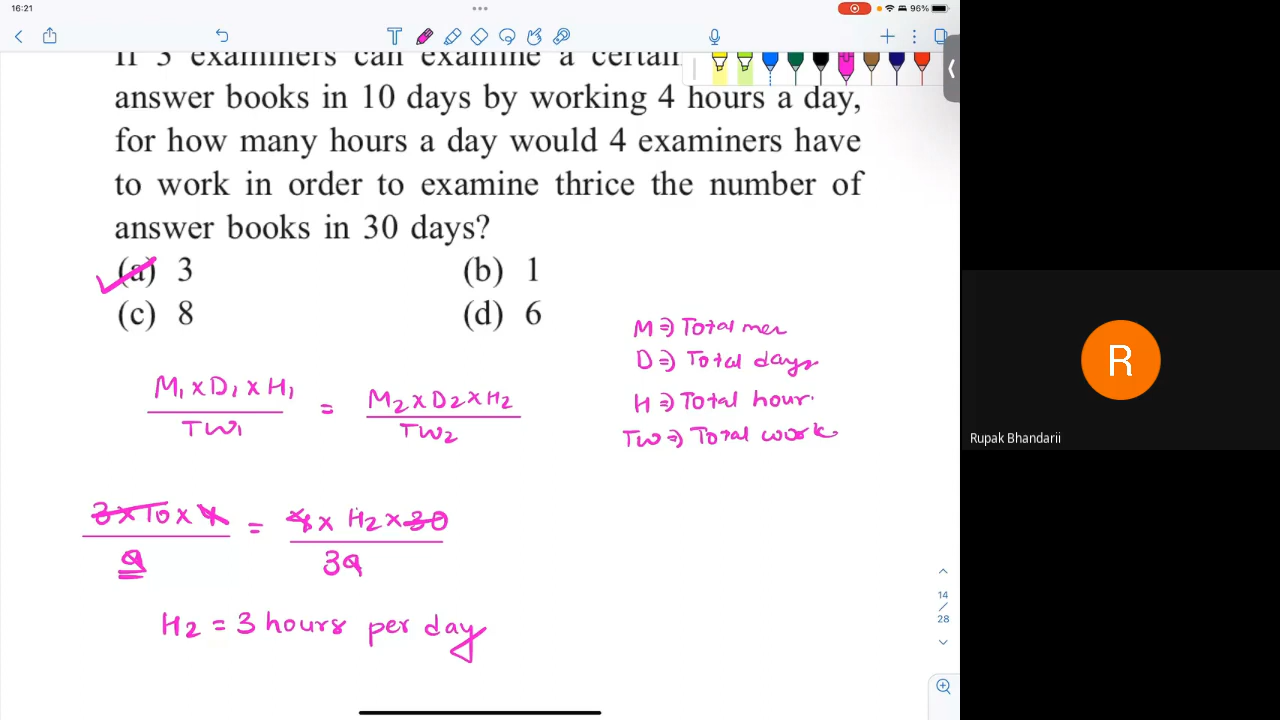 16:21
96%
If 3 examiners can examine a certain
answer books in 10 days by working 4 hours a day,
for how many hours a day would 4 examiners have
to work in order to examine thrice the number of
answer books in 30 days?
(a) 3
(b) 1
(c) 8
(d) 6
M => Total men
D => Total days
H => Total hour.
TW => Total work
M1 x D1 x H1
TW1
=
M2 x D2 x H2
TW2
3 x 10 x 4
=
4 x H2 x 30
H2 = 3 hours per day
R
Rupak Bhandarii
14
/
28